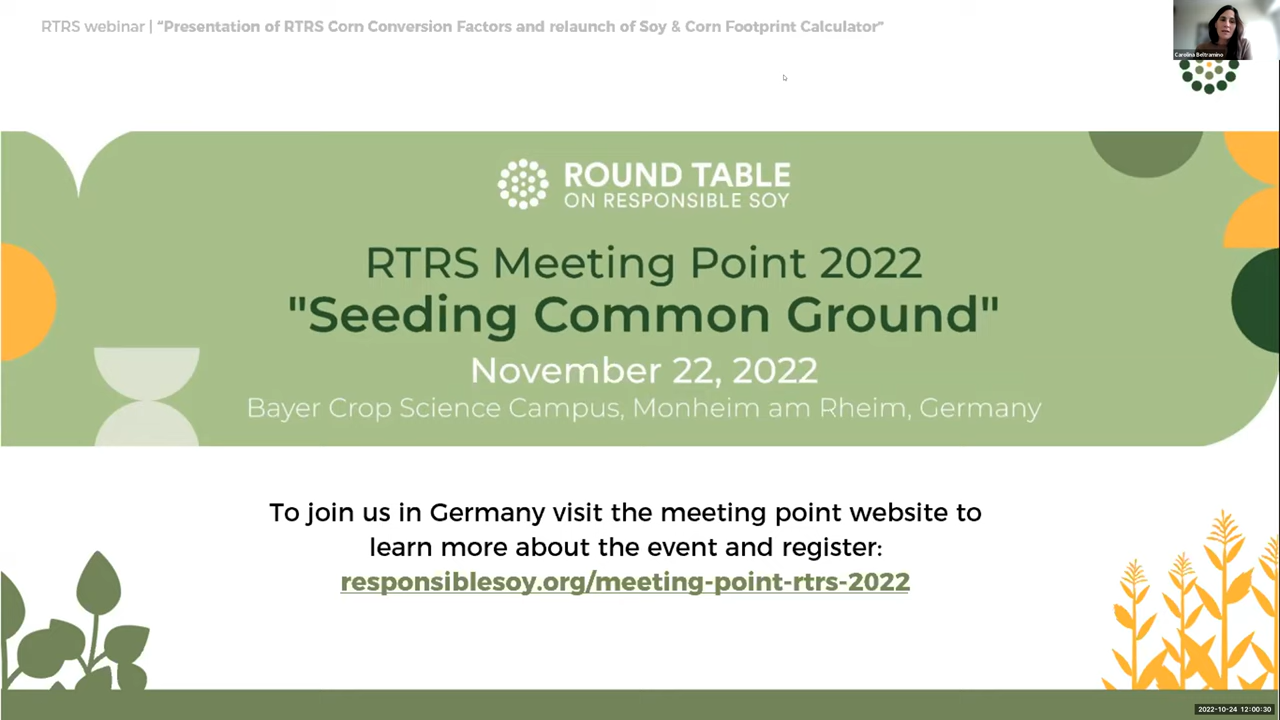 RTRS webinar | “Presentation of RTRS Corn Conversion Factors and relaunch of Soy & Corn Footprint Calculator”
Carolina Beltramino
ROUND TABLE
ON RESPONSIBLE SOY
RTRS Meeting Point 2022
"Seeding Common Ground"
November 22, 2022
Bayer Crop Science Campus, Monheim am Rheim, Germany
To join us in Germany visit the meeting point website to
learn more about the event and register:
responsiblesoy.org/meeting-point-rtrs-2022
2022-10-24 12:00:30